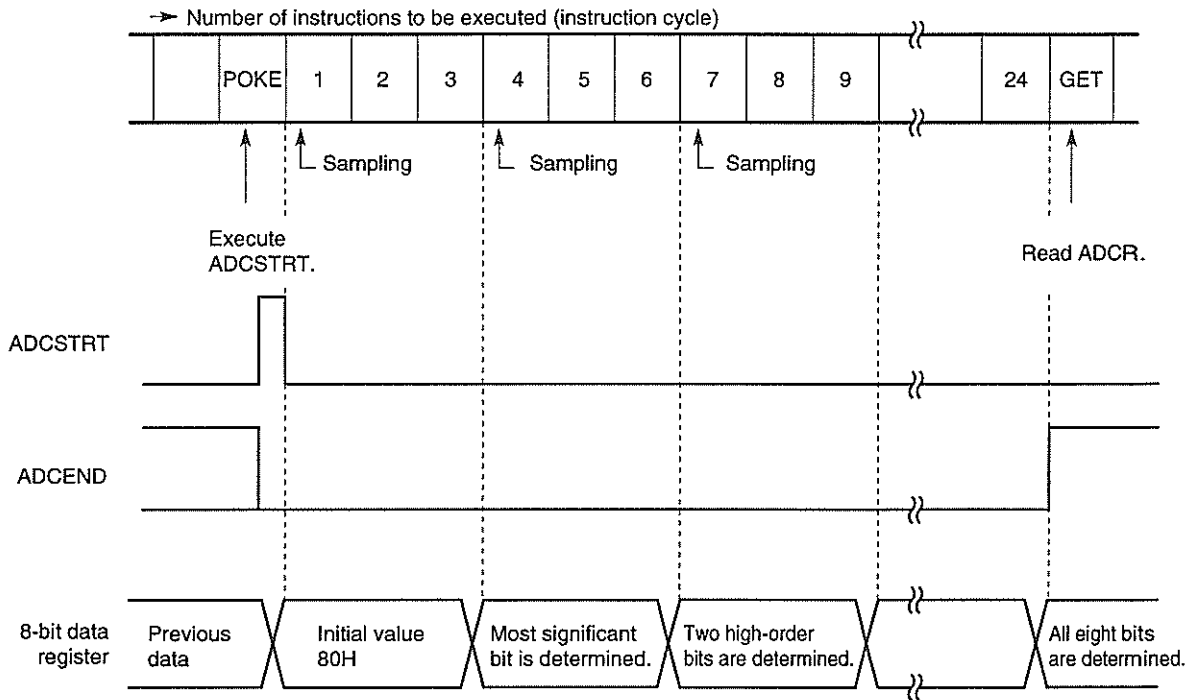 → Number of instructions to be executed (instruction cycle)
POKE 1 2 3 4 5 6 7 8 9 24 GET
Sampling Sampling Sampling
Execute
ADCSTRT.
Read ADCR.
ADCSTRT
ADCEND
8-bit data
register
Previous
data
Initial value
80H
Most significant
bit is determined.
Two high-order
bits are determined.
All eight bits
are determined.